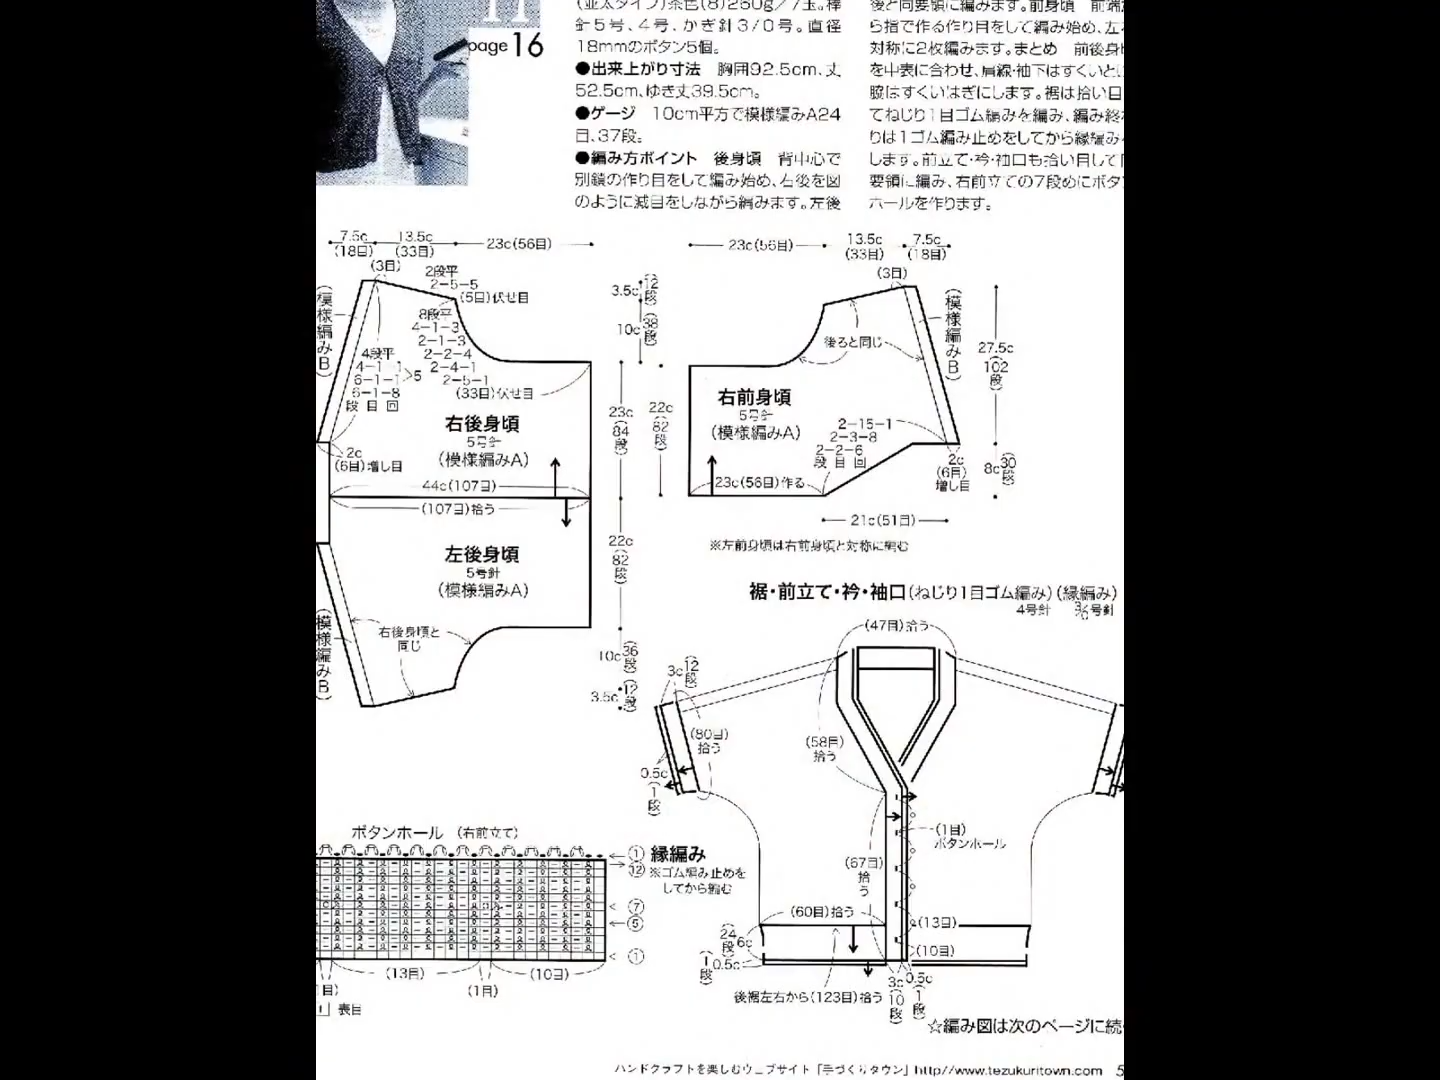 11
page16
(並太タイプ)茶色(8)260g/7玉。棒
針5号、4号、かぎ針3/0号。直径
18mmのボタン5個。
●出来上がり寸法　胸囲92.5cm、丈
52.5cm、ゆき丈39.5cm。
●ゲージ　10cm平方で模様編みA24
目、37段。
●編み方ポイント　後身頃　背中心で
別鎖の作り目をして編み始め、右後を図
のように減目をしながら編みます。左後
後と同要領に編みます。前身頃　前端
ら指で作る作り目をして編み始め、左
対称に2枚編みます。まとめ　前後身
を中表に合わせ、肩線・袖下はすくいと
脇はすくいはぎにします。裾は拾い目
てねじり1目ゴム編みを編み、編み終
りは1ゴム編み止めをしてから縁編み
します。前立て・衿・袖口も拾い目して
要領に編み、右前立ての7段めにボタ
ホールを作ります。
7.5c
(18目)
13.5c
(33目)
23c(56目)
(3目)
2段平
2-5-5
(5目)伏せ目
8段平
4-1-3
2-1-3
2-2-4
2-4-1
2-5-1
(33目)伏せ目
4段平
4-1-1
6-1-1
>5
6-1-8
段 目 回
(模様編みB)
右後身頃
5号針
(模様編みA)
2c
(6目)増し目
44c(107目)
(107目)拾う
左後身頃
5号針
(模様編みA)
右後身頃と
同じ
(模様編みB)
3.5c(12段)
10c(38段)
23c(84段)
22c(82段)
22c(82段)
10c(36段)
3.5c(12段)
23c(56目)
13.5c
(33目)
7.5c
(18目)
(3目)
後ろと同じ
(模様編みB)
右前身頃
5号針
(模様編みA)
2-15-1
2-3-8
2-2-6
段 目 回
23c(56目)作る
2c
(6目)
増し目
27.5c
(102段)
8c(30段)
21c(51目)
※左前身頃は右前身頃と対称に編む
裾・前立て・衿・袖口(ねじり1目ゴム編み)(縁編み)
4号針
3/0号針
(47目)拾う
3c(12段)
(80目)
拾う
0.5c
(1段)
(58目)
拾う
(1目)
ボタンホール
(67目)
拾う
(60目)拾う
(13目)
(10目)
(24段)6c
(1段)0.5c
後裾左右から(123目)拾う
3c
(10段)
0.5c
(1段)
ボタンホール (右前立て)
① 縁編み
⑫ ※ゴム編み止めを
してから編む
⑦
⑤
①
(13目)
(10目)
(1目)
表目
☆編み図は次のページに続
ハンドクラフトを楽しむウェブサイト「手づくりタウン」http//www.tezukuritown.com 5